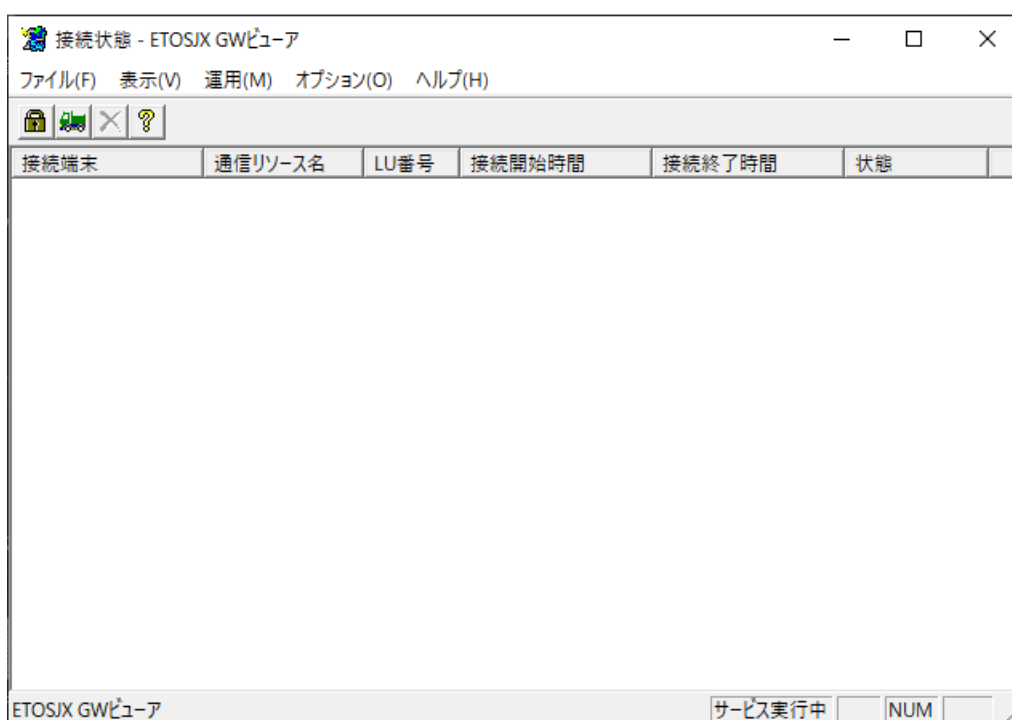 接続状態 - ETOSJX GWビューア
ファイル(F) 表示(V) 運用(M) オプション(O) ヘルプ(H)
接続端末 通信リソース名 LU番号 接続開始時間 接続終了時間 状態
ETOSJX GWビューア サービス実行中 NUM